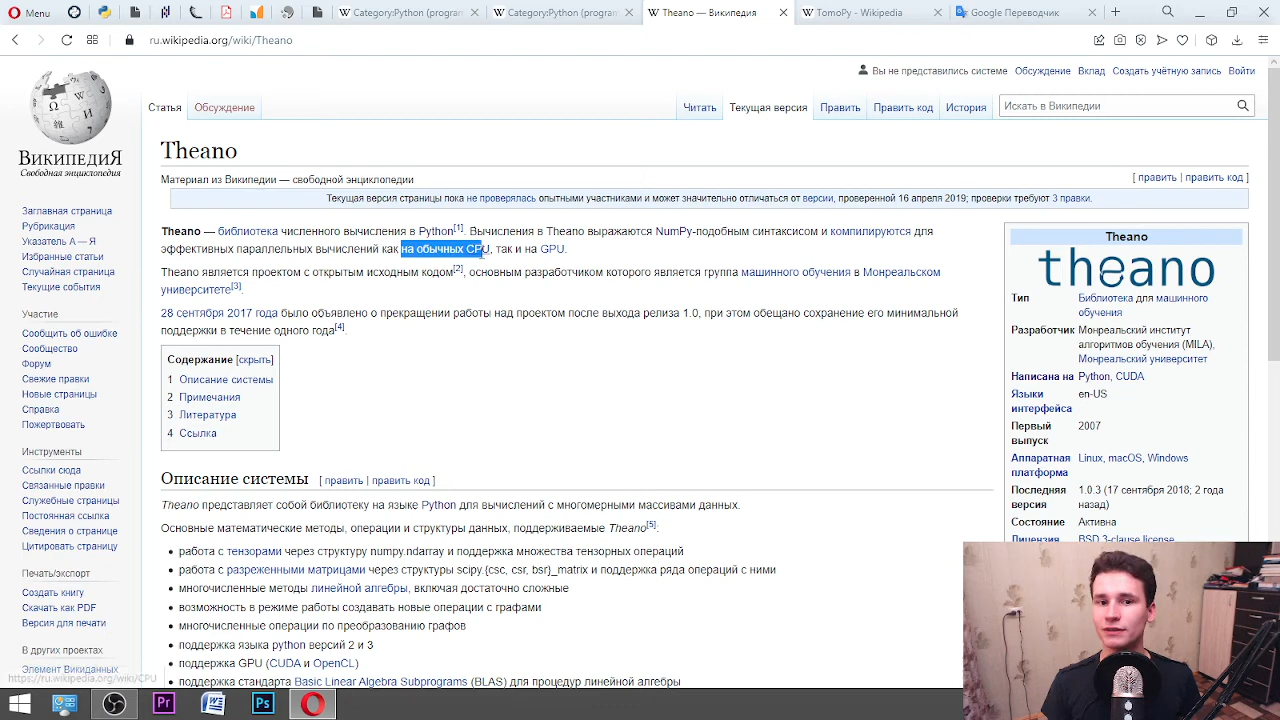 Menu
Category:Python (progran
Category:Python (progran
Theano — Википедия
TomoPy - Wikipedia
Google Переводчик
ru.wikipedia.org/wiki/Theano
Вы не представились системе Обсуждение Вклад Создать учётную запись Войти
Статья Обсуждение Читать Текущая версия Править Править код История Искать в Википедии
ВикипедиЯ
Свободная энциклопедия
Заглавная страница
Рубрикация
Указатель А — Я
Избранные статьи
Случайная страница
Текущие события
Участие
Сообщить об ошибке
Сообщество
Форум
Свежие правки
Новые страницы
Справка
Пожертвовать
Инструменты
Ссылки сюда
Связанные правки
Служебные страницы
Постоянная ссылка
Сведения о странице
Цитировать страницу
Печать/экспорт
Создать книгу
Скачать как PDF
Версия для печати
В других проектах
Элемент Викиданных
https://ru.wikipedia.org/wiki/CPU
Theano
Материал из Википедии — свободной энциклопедии [ править | править код ]
Текущая версия страницы пока не проверялась опытными участниками и может значительно отличаться от версии, проверенной 16 апреля 2019; проверки требуют 3 правки.
Theano — библиотека численного вычисления в Python[1]. Вычисления в Theano выражаются NumPy-подобным синтаксисом и компилируются для
эффективных параллельных вычислений как на обычных CPU, так и на GPU.
Theano является проектом с открытым исходным кодом[2], основным разработчиком которого является группа машинного обучения в Монреальском
университете[3].
28 сентября 2017 года было объявлено о прекращении работы над проектом после выхода релиза 1.0, при этом обещано сохранение его минимальной
поддержки в течение одного года[4].
Содержание [скрыть]
1 Описание системы
2 Примечания
3 Литература
4 Ссылка
Описание системы [ править | править код ]
Theano представляет собой библиотеку на языке Python для вычислений с многомерными массивами данных.
Основные математические методы, операции и структуры данных, поддерживаемые Theano[5]:
• работа с тензорами через структуру numpy.ndarray и поддержка множества тензорных операций
• работа с разреженными матрицами через структуры scipy.{csc, csr, bsr}_matrix и поддержка ряда операций с ними
• многочисленные методы линейной алгебры, включая достаточно сложные
• возможность в режиме работы создавать новые операции с графами
• многочисленные операции по преобразованию графов
• поддержка языка python версий 2 и 3
• поддержка GPU (CUDA и OpenCL)
• поддержка стандарта Basic Linear Algebra Subprograms (BLAS) для процедур линейной алгебры
Theano
theano
Тип Библиотека для машинного
обучения
Разработчик Монреальский институт
алгоритмов обучения (MILA),
Монреальский университет
Написана на Python, CUDA
Языки en-US
интерфейса
Первый 2007
выпуск
Аппаратная Linux, macOS, Windows
платформа
Последняя 1.0.3 (17 сентября 2018; 2 года
версия назад)
Состояние Активна
Лицензия BSD 3-clause license
Pr
Ps